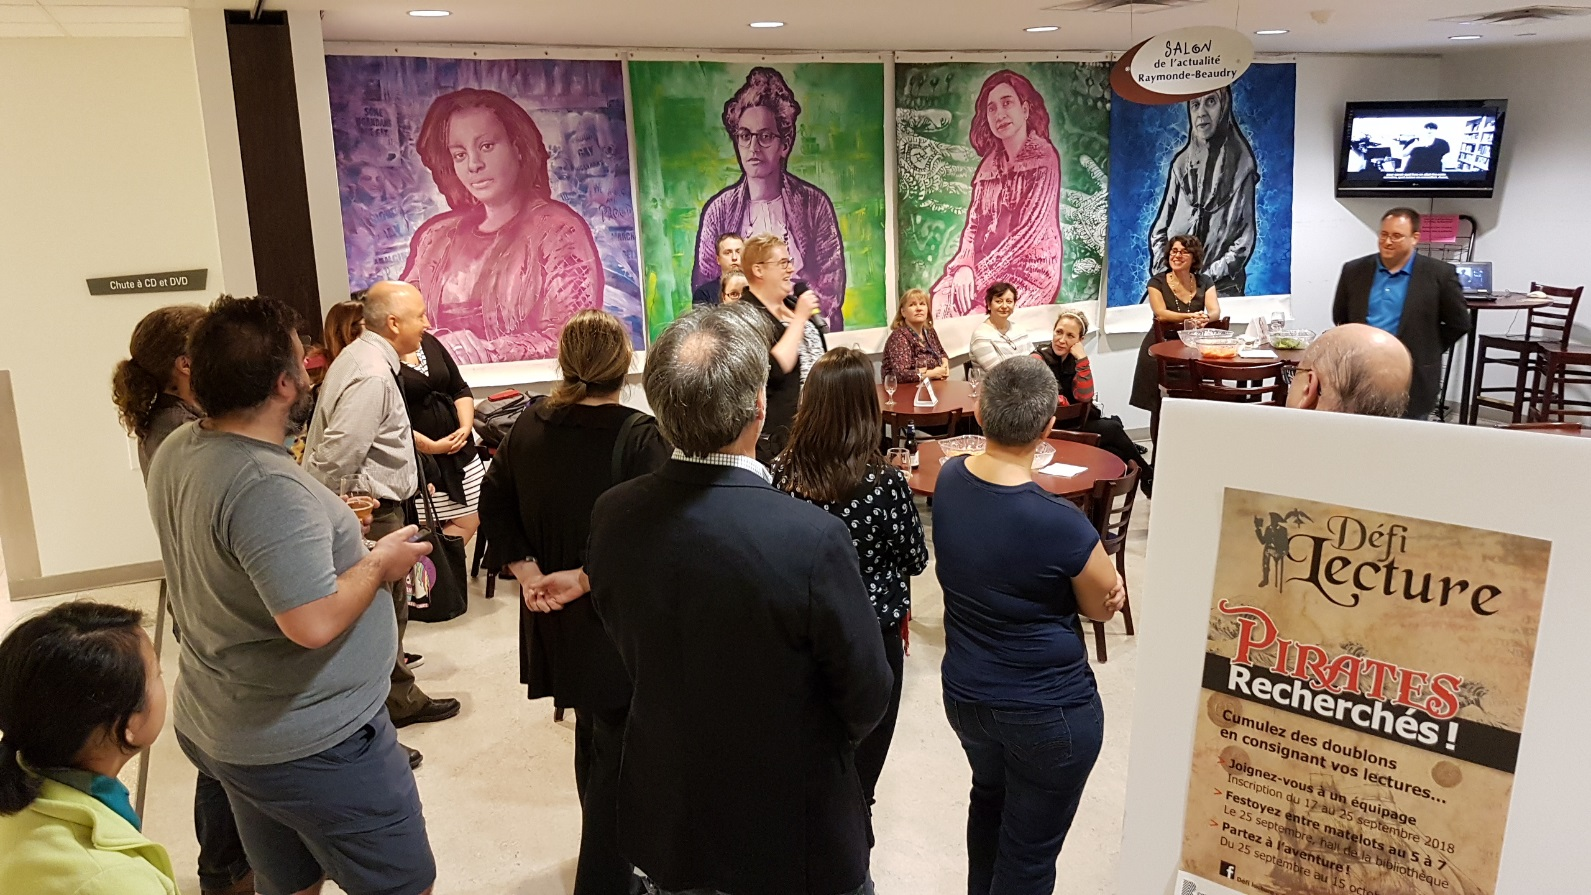 SALON
de l'actualité
Raymonde-Beaudry
Chute à CD et DVD
Défi
Lecture
PIRATES
Recherchés!
Cumulez des doublons
en consignant vos lectures...
> Joignez-vous à un équipage
Inscription du 17 au 25 septembre 2018
> Festoyez entre matelots au 5 à 7
Le 25 septembre, hall de la bibliothèque
> Partez à l'aventure!
Du 25 septembre au 15 octo
f Défi